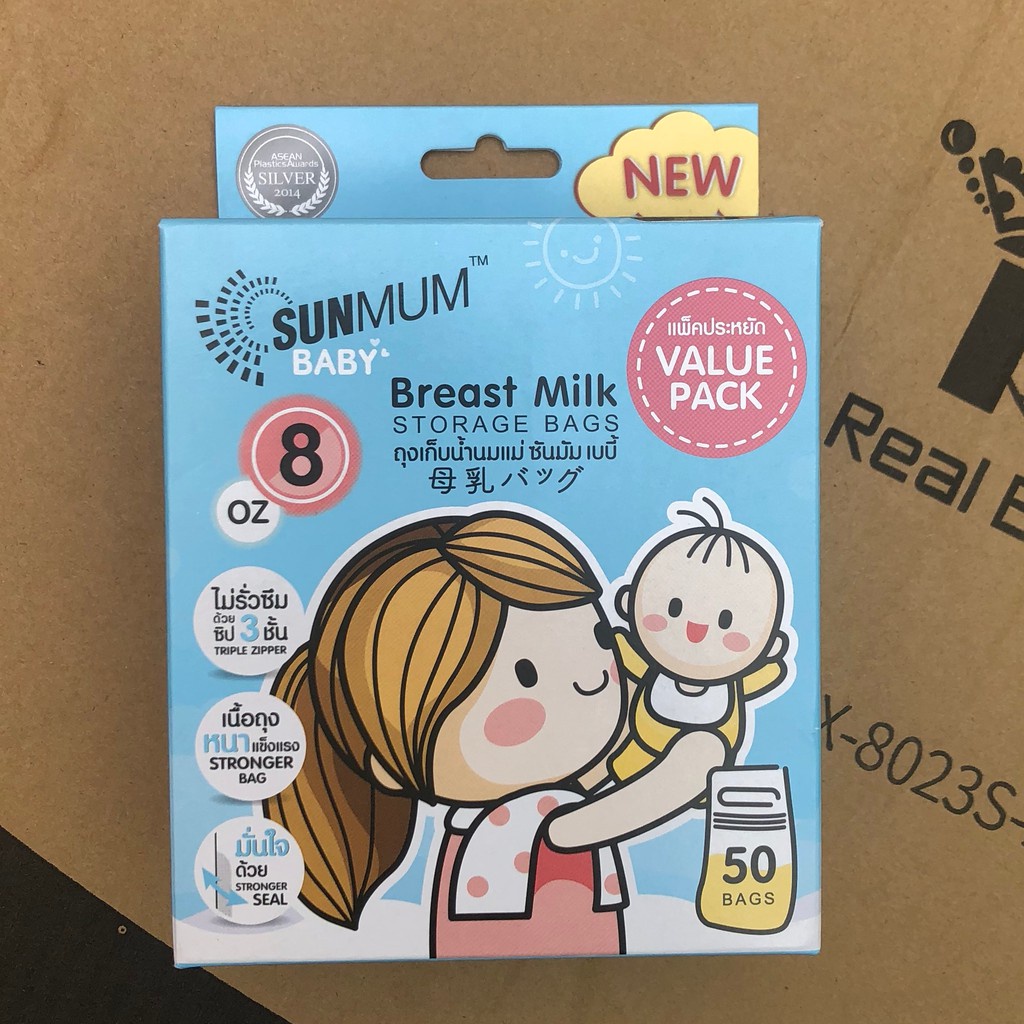 ASEAN
PlasticsAwards
SILVER
2014
NEW
SUNMUM™
BABY
แพ็คประหยัด
VALUE
PACK
Breast Milk
STORAGE BAGS
ถุงเก็บน้ำนมแม่ ซันมัม เบบี้
母乳バッグ
8
OZ
ไม่รั่วซึม
ด้วย
ซิป 3 ชั้น
TRIPLE ZIPPER
เนื้อถุง
หนา แข็งแรง
STRONGER
BAG
มั่นใจ
ด้วย
STRONGER
SEAL
50
BAGS
Real
X-8023S-